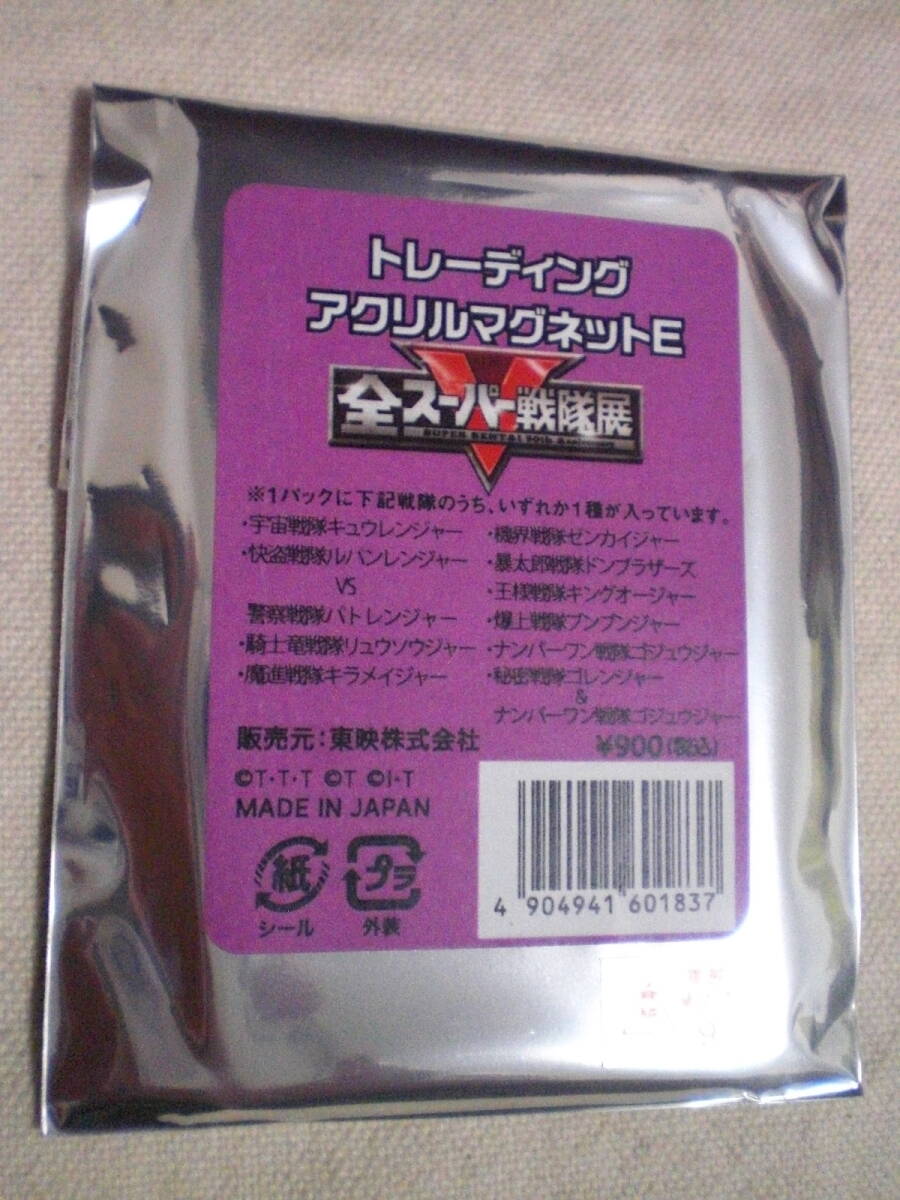 トレーディング
アクリルマグネットE
全スーパー戦隊展
SUPER SENTAI 50th Anniversary
※1パックに下記戦隊のうち、いずれか1種が入っています。
・宇宙戦隊キュウレンジャー
・快盗戦隊ルパンレンジャー
VS
警察戦隊パトレンジャー
・騎士竜戦隊リュウソウジャー
・魔進戦隊キラメイジャー
・機界戦隊ゼンカイジャー
・暴太郎戦隊ドンブラザーズ
・王様戦隊キングオージャー
・爆上戦隊ブンブンジャー
・ナンバーワン戦隊ゴジュウジャー
・秘密戦隊ゴレンジャー
&
ナンバーワン戦隊ゴジュウジャー
販売元：東映株式会社
¥900(税込)
©T・T・T ©T ©I・T
MADE IN JAPAN
紙
シール
プラ
外装
4 904941 601837